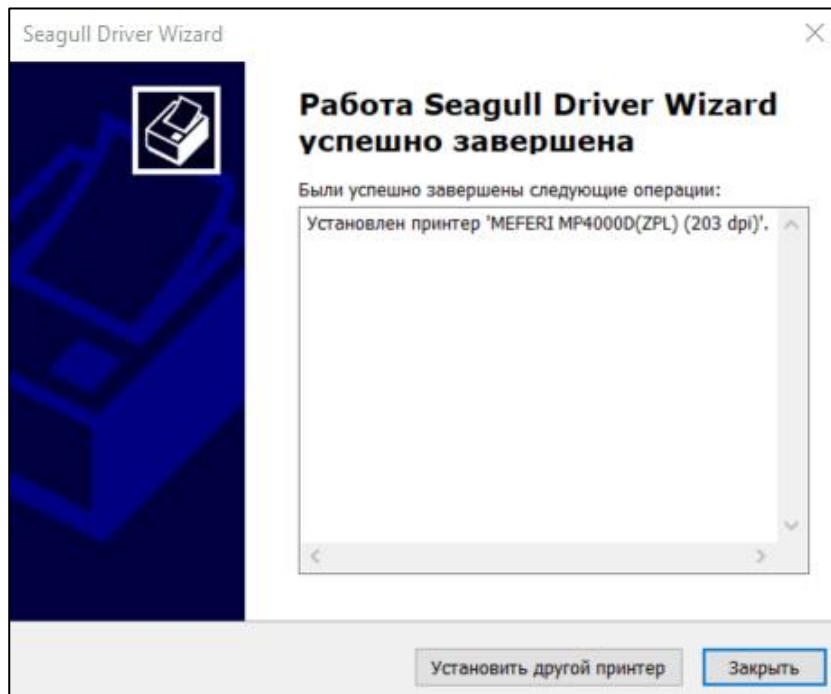 Seagull Driver Wizard
Работа Seagull Driver Wizard
успешно завершена
Были успешно завершены следующие операции:
Установлен принтер 'MEFERI MP4000D(ZPL) (203 dpi)'.
Установить другой принтер
Закрыть